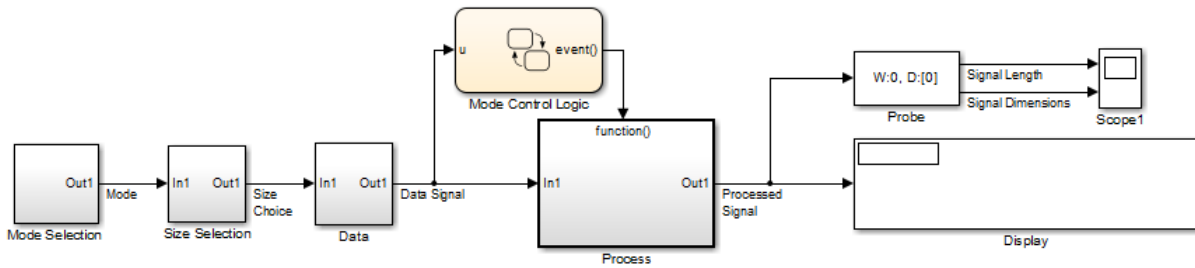 u
event()
Mode Control Logic
W:0, D:[0]
Probe
Signal Length
Signal Dimensions
Scope1
function()
Out1
Mode
Mode Selection
In1
Out1
Size
Choice
Size Selection
In1
Out1
Data Signal
Data
In1
Out1
Processed
Signal
Process
Display